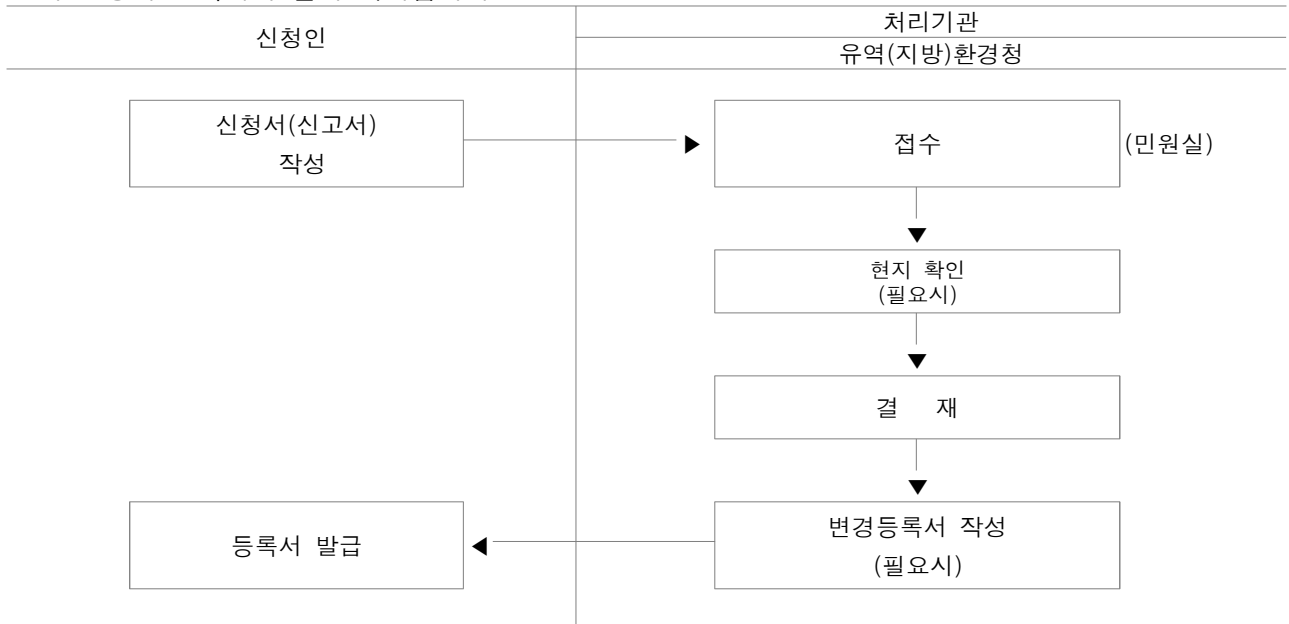 신청인
처리기관
유역(지방)환경청
신청서(신고서)
작성
접수
(민원실)
현지 확인
(필요시)
결 재
변경등록서 작성
(필요시)
등록서 발급